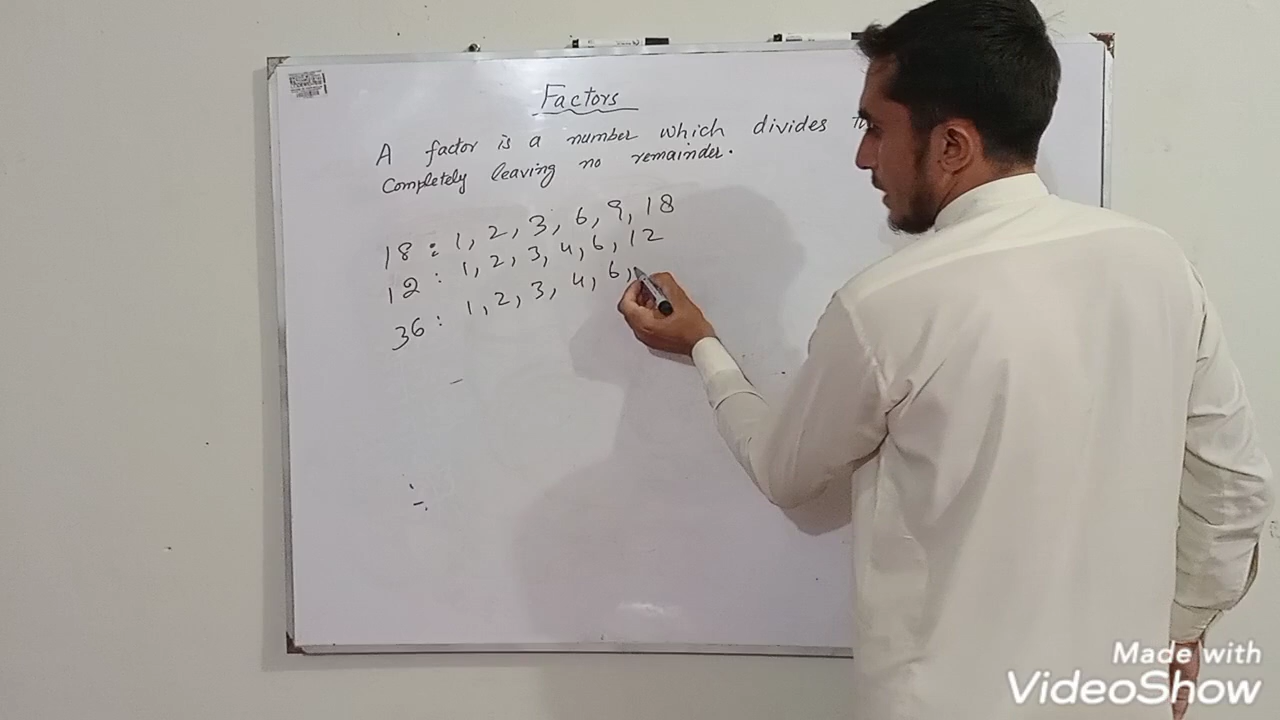 Factors
A factor is a number which divides
completely leaving no remainder.
18 : 1, 2, 3, 6, 9, 18
12 : 1, 2, 3, 4, 6, 12
36 : 1, 2, 3, 4, 6,
÷
Made with
VideoShow